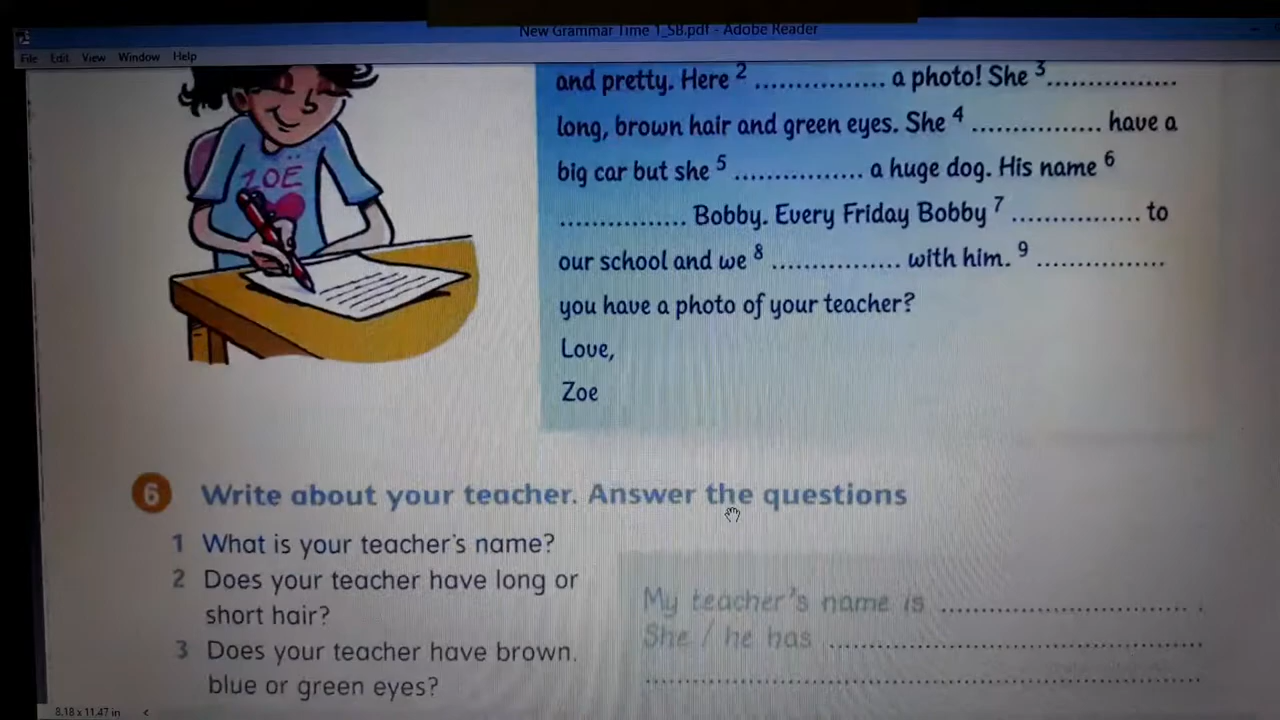 New Grammar Time 1_SB.pdf - Adobe Reader
File Edit View Window Help
and pretty. Here 2 ................ a photo! She 3................
long, brown hair and green eyes. She 4 ................ have a
big car but she 5 ................ a huge dog. His name 6
................ Bobby. Every Friday Bobby 7 ................ to
our school and we 8 ................ with him. 9 ................
you have a photo of your teacher?
Love,
Zoe
ZOE
6 Write about your teacher. Answer the questions
1 What is your teacher's name?
2 Does your teacher have long or
short hair?
3 Does your teacher have brown.
blue or green eyes?
My teacher's name is ................................ .
She / he has ................................................
................................................................
8.18 x 11.47 in <